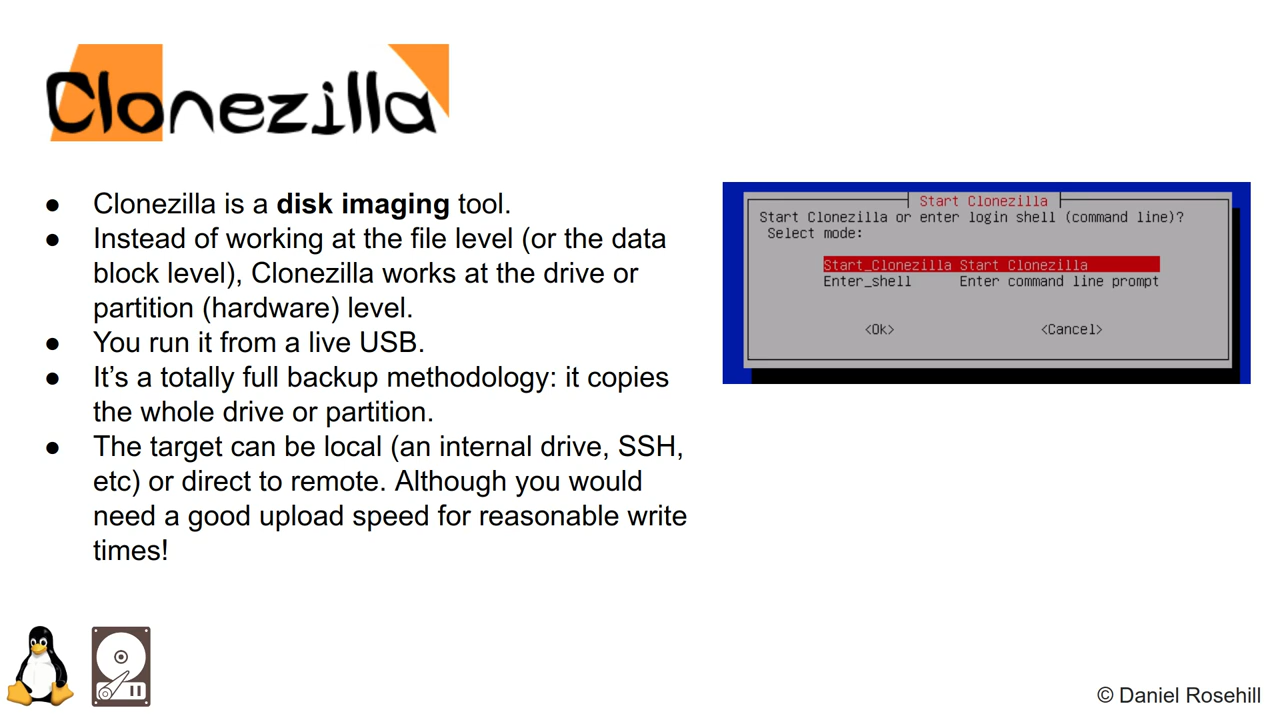 Clonezilla
● Clonezilla is a disk imaging tool.
● Instead of working at the file level (or the data
block level), Clonezilla works at the drive or
partition (hardware) level.
● You run it from a live USB.
● It’s a totally full backup methodology: it copies
the whole drive or partition.
● The target can be local (an internal drive, SSH,
etc) or direct to remote. Although you would
need a good upload speed for reasonable write
times!
Start Clonezilla
Start Clonezilla or enter login shell (command line)?
Select mode:
Start_Clonezilla Start Clonezilla
Enter_shell Enter command line prompt
<Ok> <Cancel>
© Daniel Rosehill